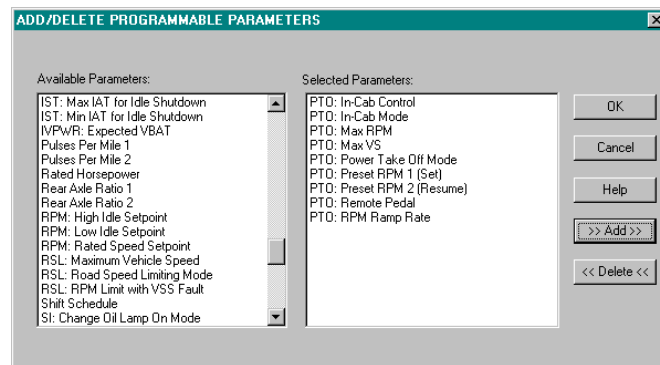 ADD/DELETE PROGRAMMABLE PARAMETERS
Available Parameters:
IST: Max IAT for Idle Shutdown
IST: Min IAT for Idle Shutdown
IVPWR: Expected VBAT
Pulses Per Mile 1
Pulses Per Mile 2
Rated Horsepower
Rear Axle Ratio 1
Rear Axle Ratio 2
RPM: High Idle Setpoint
RPM: Low Idle Setpoint
RPM: Rated Speed Setpoint
RSL: Maximum Vehicle Speed
RSL: Road Speed Limiting Mode
RSL: RPM Limit with VSS Fault
Shift Schedule
SI: Change Oil Lamp On Mode
Selected Parameters:
PTO: In-Cab Control
PTO: In-Cab Mode
PTO: Max RPM
PTO: Max VS
PTO: Power Take Off Mode
PTO: Preset RPM 1 (Set)
PTO: Preset RPM 2 (Resume)
PTO: Remote Pedal
PTO: RPM Ramp Rate
OK
Cancel
Help
>> Add >>
<< Delete <<